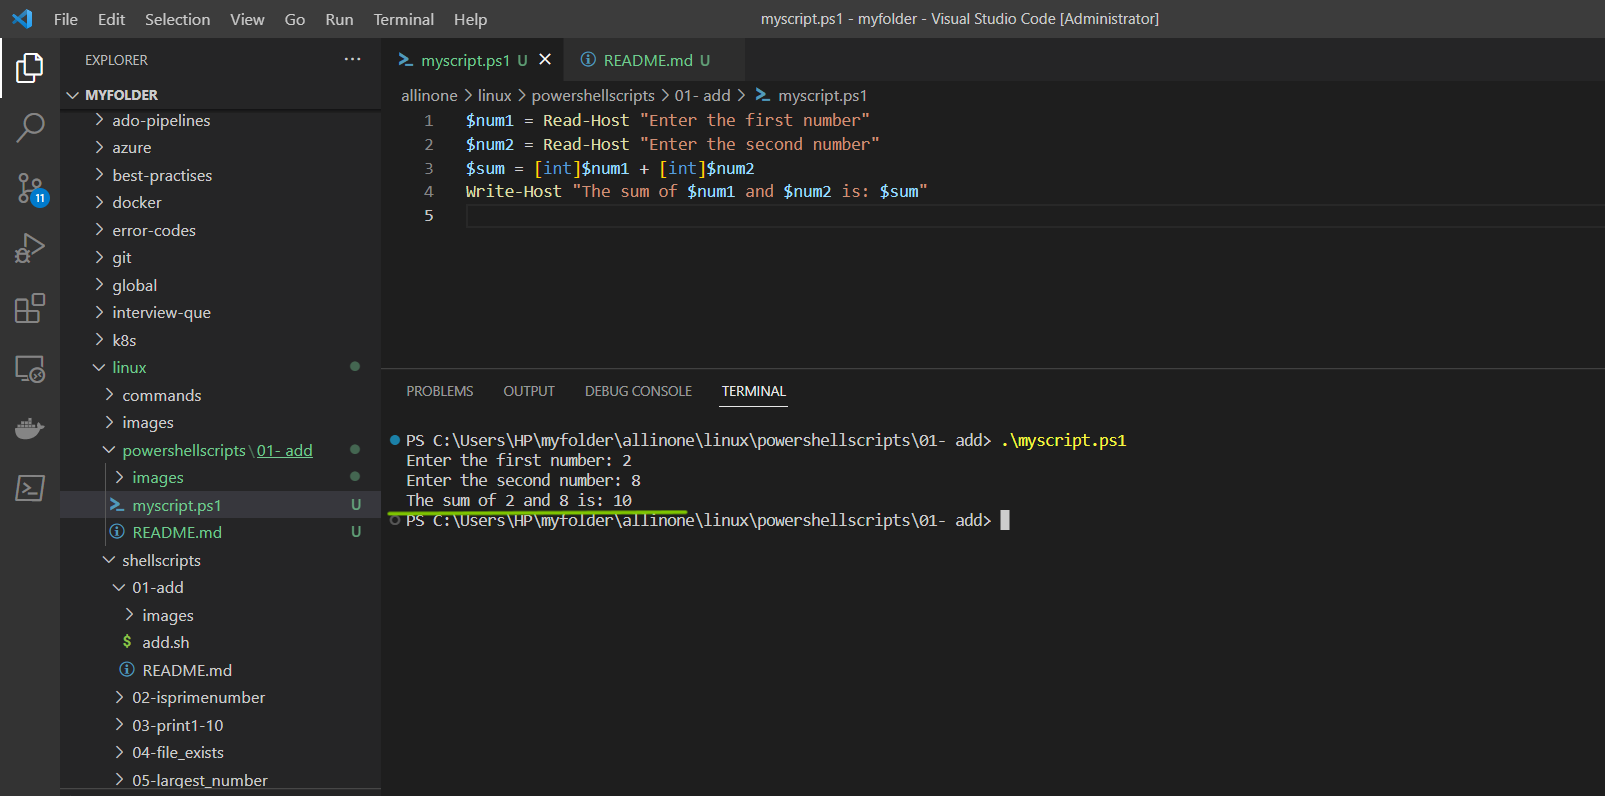 File Edit Selection View Go Run Terminal Help
myscript.ps1 - myfolder - Visual Studio Code [Administrator]
EXPLORER
MYFOLDER
ado-pipelines
azure
best-practises
docker
error-codes
git
global
interview-que
k8s
linux
commands
images
powershellscripts\01- add
images
myscript.ps1 U
README.md U
shellscripts
01-add
images
$ add.sh
README.md
02-isprimenumber
03-print1-10
04-file_exists
05-largest_number
11
myscript.ps1 U
README.md U
allinone > linux > powershellscripts > 01- add > myscript.ps1
1 $num1 = Read-Host "Enter the first number"
2 $num2 = Read-Host "Enter the second number"
3 $sum = [int]$num1 + [int]$num2
4 Write-Host "The sum of $num1 and $num2 is: $sum"
5
PROBLEMS OUTPUT DEBUG CONSOLE TERMINAL
PS C:\Users\HP\myfolder\allinone\linux\powershellscripts\01- add> .\myscript.ps1
Enter the first number: 2
Enter the second number: 8
The sum of 2 and 8 is: 10
PS C:\Users\HP\myfolder\allinone\linux\powershellscripts\01- add>